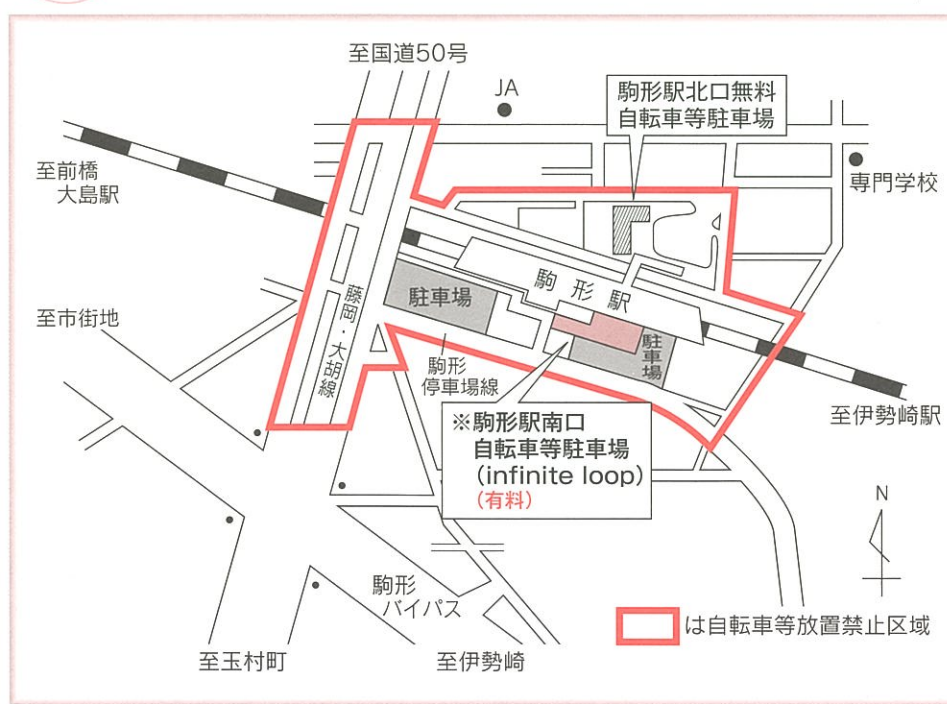 至国道50号
JA
駒形駅北口無料
自転車等駐車場
至前橋
大島駅
専門学校
駒形駅
藤岡・大胡線
駐車場
至市街地
駐車場
駒形
停車場線
至伊勢崎駅
※駒形駅南口
自転車等駐車場
(infinite loop)
(有料)
N
駒形
バイパス
は自転車等放置禁止区域
至玉村町
至伊勢崎